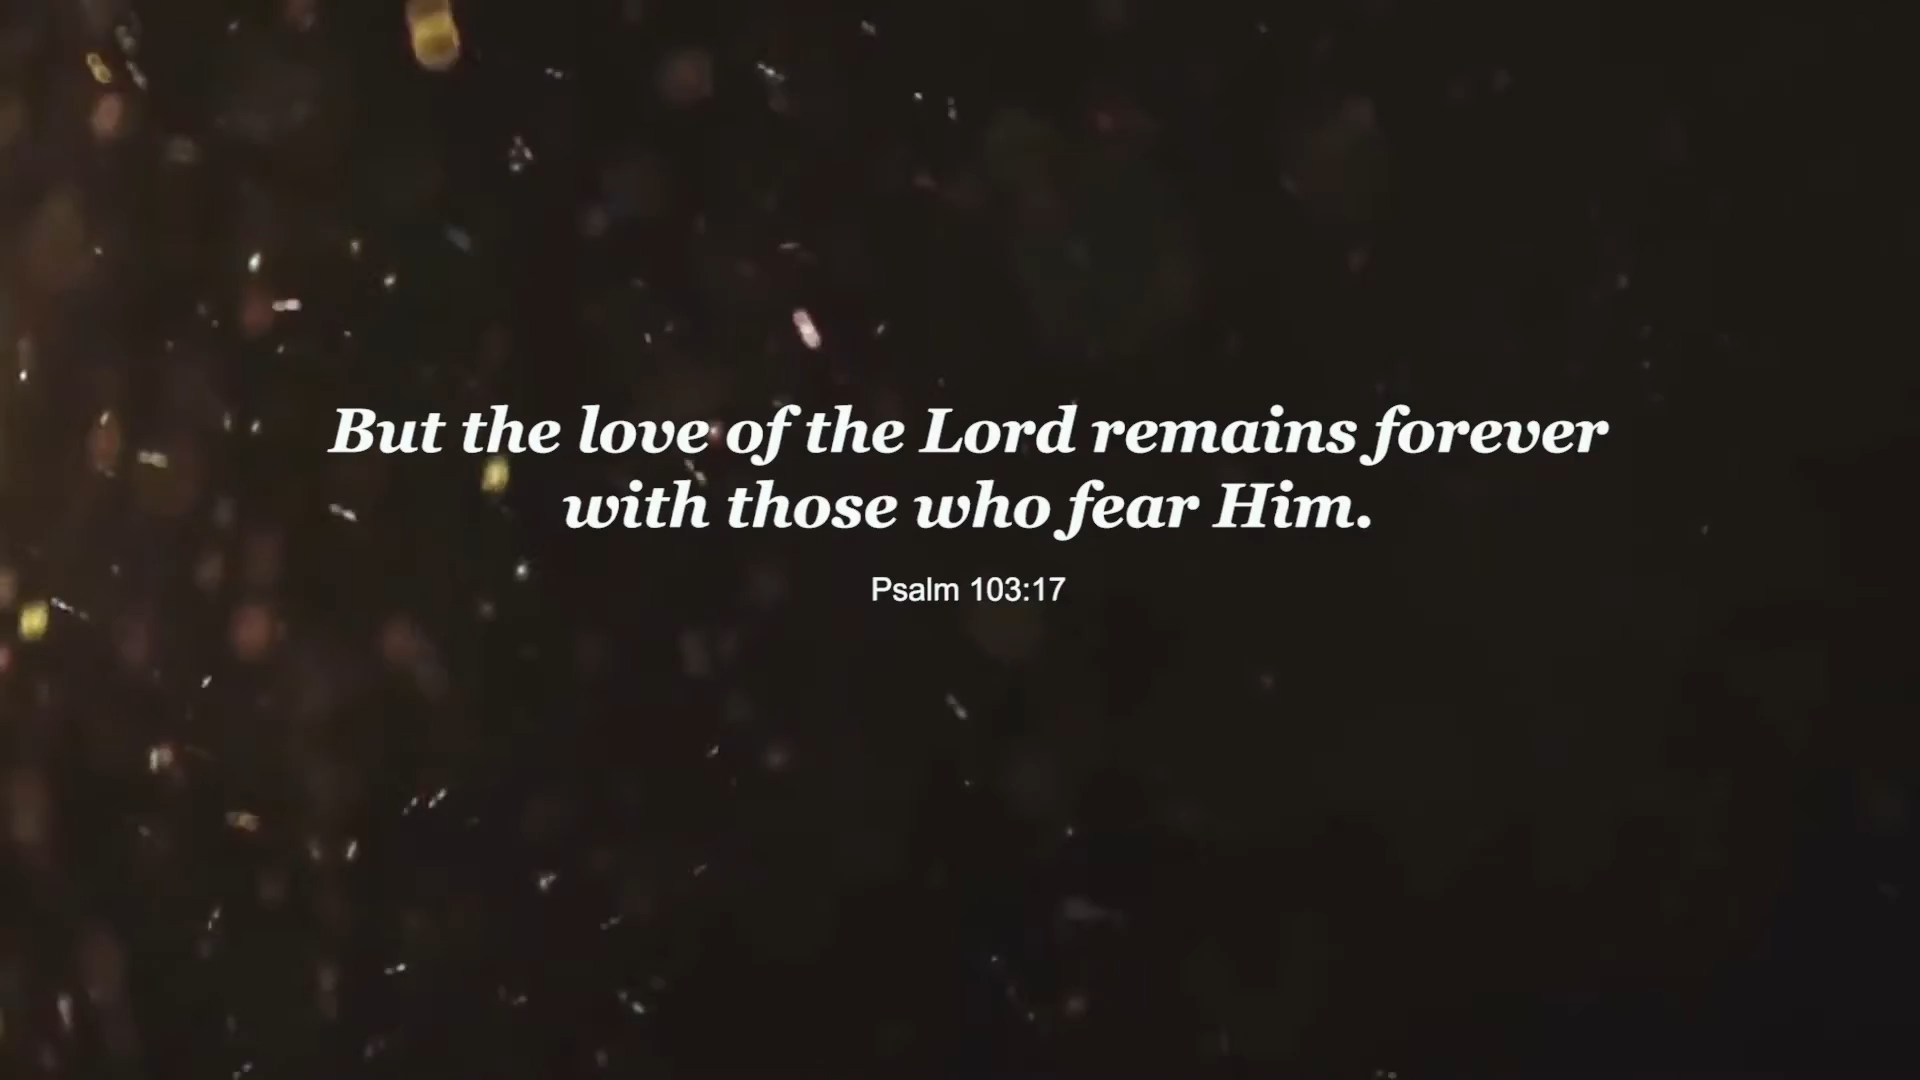 But the love of the Lord remains forever
with those who fear Him.
Psalm 103:17